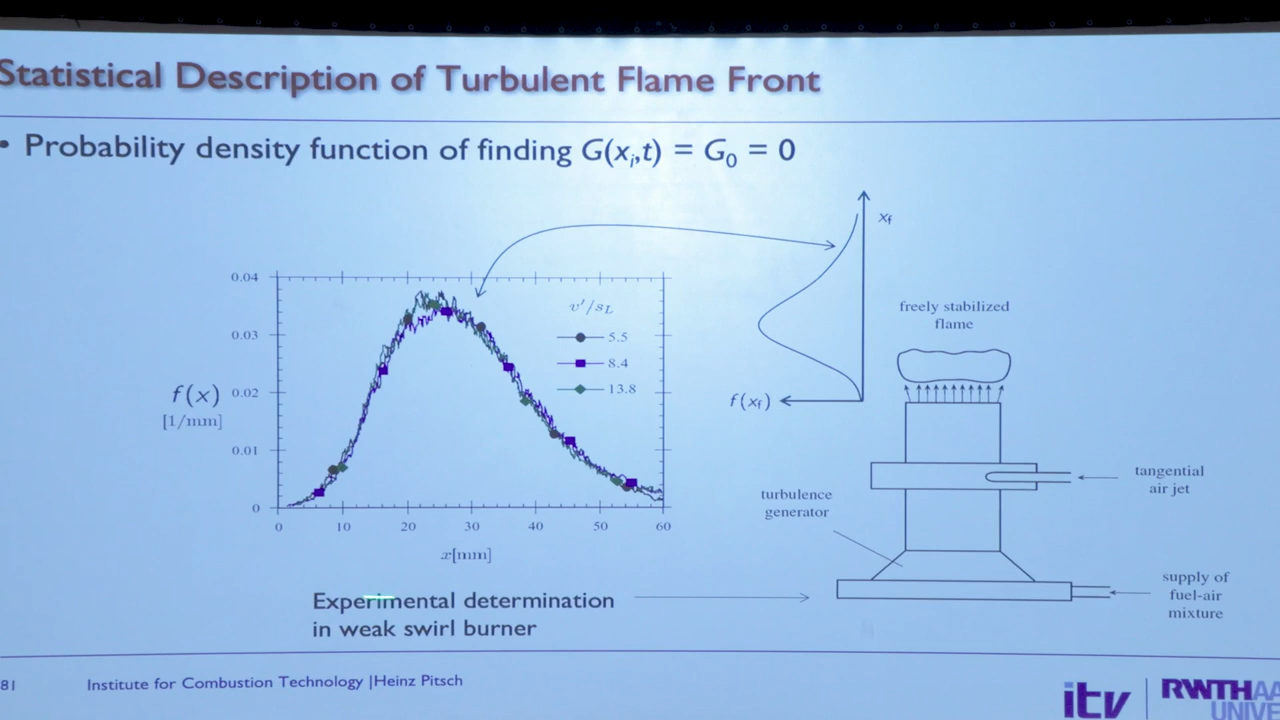 Statistical Description of Turbulent Flame Front
• Probability density function of finding G(xᵢ,t) = G₀ = 0
0.04
0.03
0.02
0.01
0
f(x)
[1/mm]
v'/s_L
5.5
8.4
13.8
0 10 20 30 40 50 60
x[mm]
x_f
f(x_f)
freely stabilized
flame
tangential
air jet
turbulence
generator
supply of
fuel-air
mixture
Experimental determination
in weak swirl burner
81 Institute for Combustion Technology |Heinz Pitsch
itv
RWTHAA
UNIVE